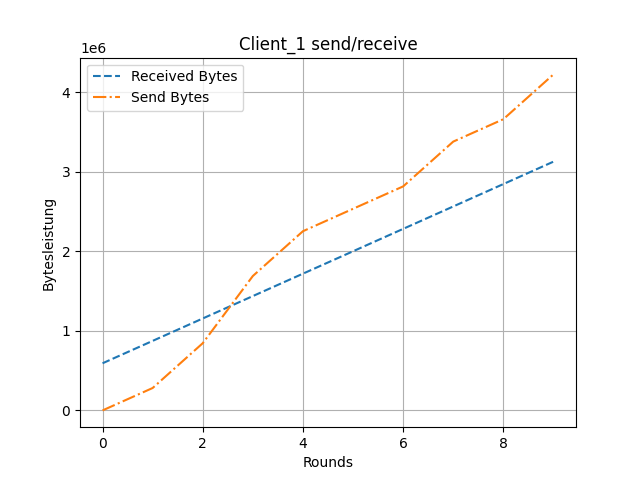 Client_1 send/receive
1e6
Received Bytes
Send Bytes
4
3
2
1
0
Bytesleistung
0 2 4 6 8
Rounds